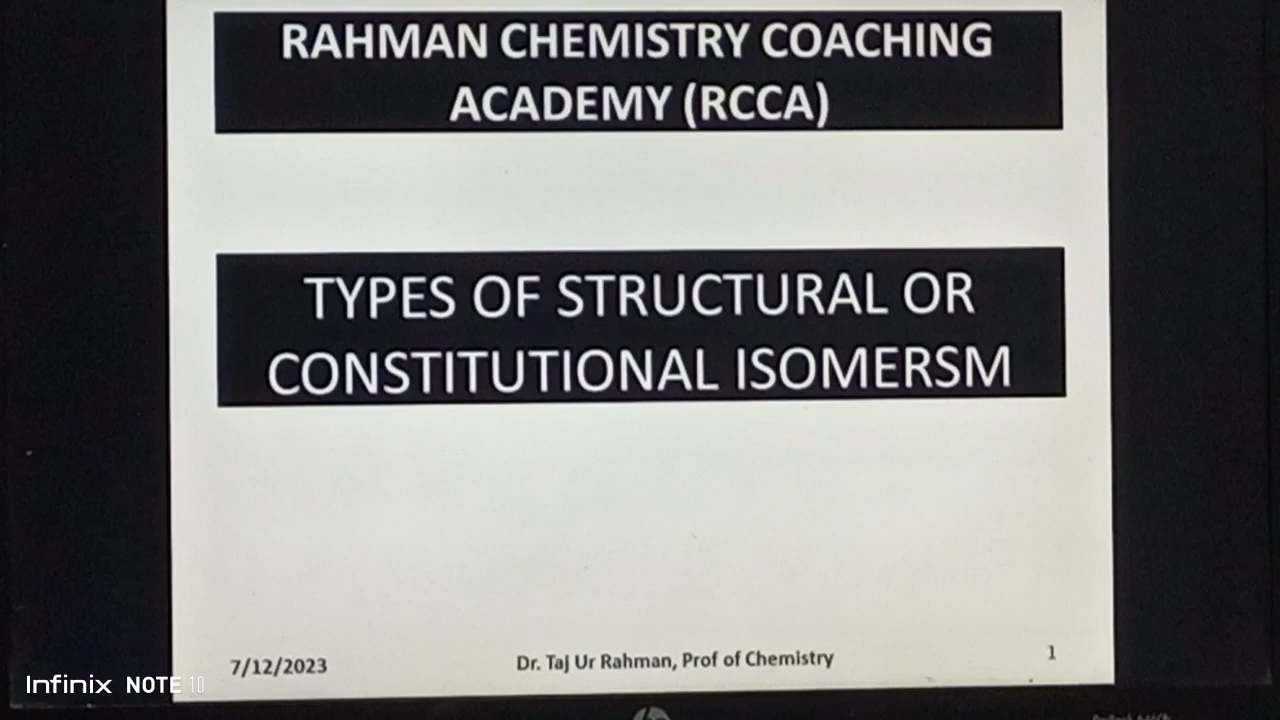 RAHMAN CHEMISTRY COACHING
ACADEMY (RCCA)
TYPES OF STRUCTURAL OR
CONSTITUTIONAL ISOMERSM
7/12/2023
Dr. Taj Ur Rahman, Prof of Chemistry
1
Infinix NOTE 10
hp